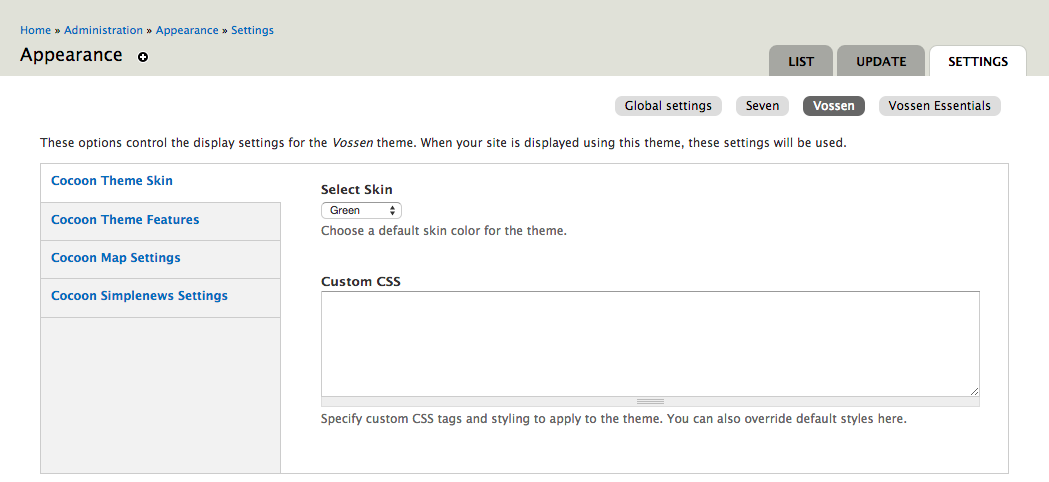 Home » Administration » Appearance » Settings
Appearance
LIST UPDATE SETTINGS
Global settings Seven Vossen Vossen Essentials
These options control the display settings for the Vossen theme. When your site is displayed using this theme, these settings will be used.
Cocoon Theme Skin
Cocoon Theme Features
Cocoon Map Settings
Cocoon Simplenews Settings
Select Skin
Green
Choose a default skin color for the theme.
Custom CSS
Specify custom CSS tags and styling to apply to the theme. You can also override default styles here.